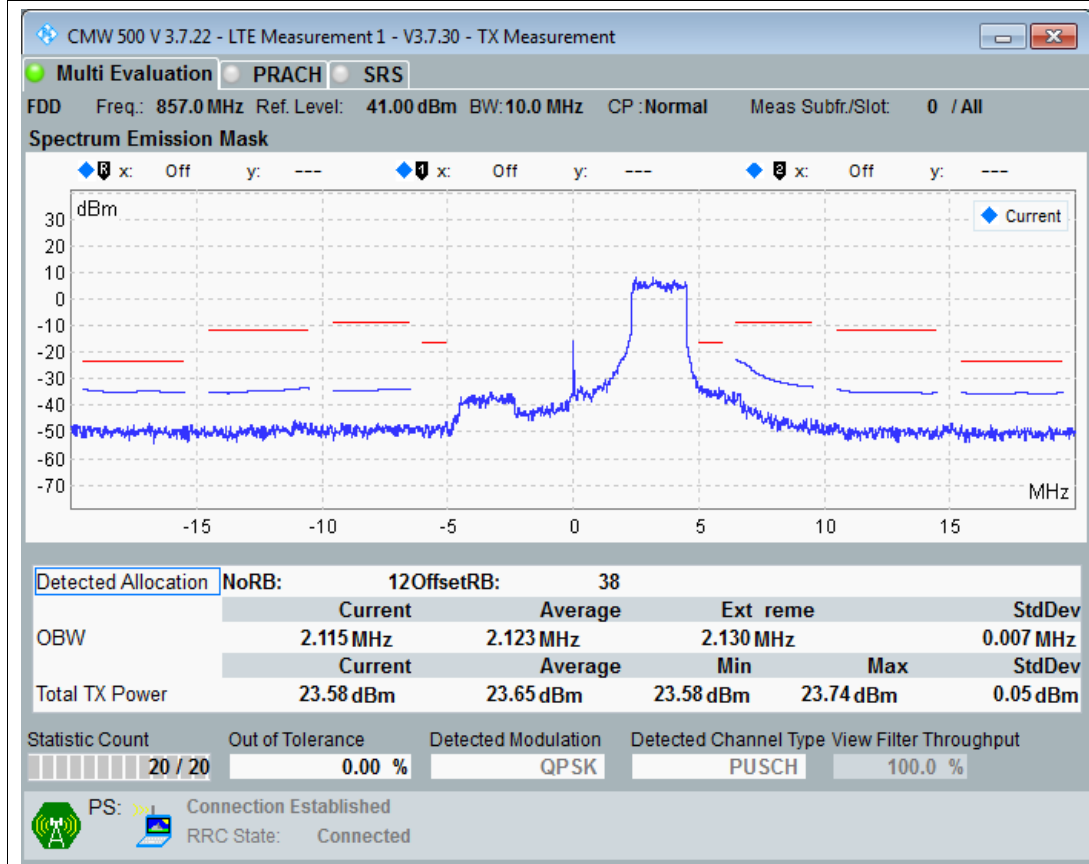 CMW 500 V 3.7.22 - LTE Measurement 1 - V3.7.30 - TX Measurement
Multi Evaluation PRACH SRS
FDD Freq.: 857.0 MHz Ref. Level: 41.00 dBm BW: 10.0 MHz CP : Normal Meas Subfr./Slot: 0 / All
Spectrum Emission Mask
R x: Off y: --- 1 x: Off y: --- 2 x: Off y: ---
dBm
Current
30
20
10
0
-10
-20
-30
-40
-50
-60
-70
MHz
-15 -10 -5 0 5 10 15
Detected Allocation NoRB: 12 OffsetRB: 38
Current Average Ext reme StdDev
OBW 2.115 MHz 2.123 MHz 2.130 MHz 0.007 MHz
Current Average Min Max StdDev
Total TX Power 23.58 dBm 23.65 dBm 23.58 dBm 23.74 dBm 0.05 dBm
Statistic Count Out of Tolerance Detected Modulation Detected Channel Type View Filter Throughput
20 / 20 0.00 % QPSK PUSCH 100.0 %
PS: Connection Established
RRC State: Connected